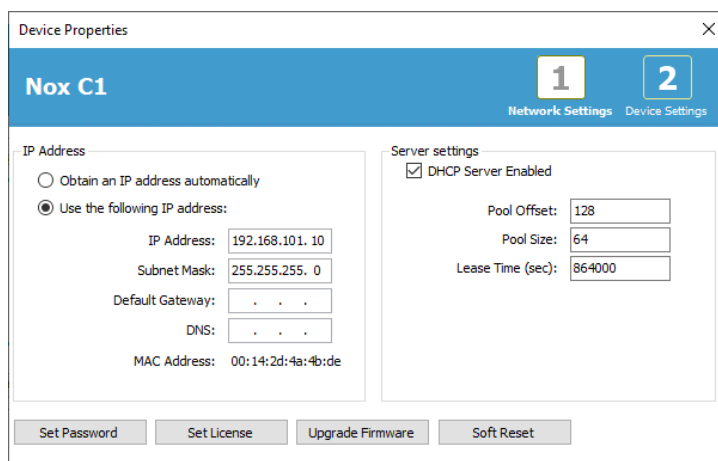 Device Properties
Nox C1
1
Network Settings
2
Device Settings
IP Address
Obtain an IP address automatically
Use the following IP address:
IP Address: 192.168.101. 10
Subnet Mask: 255.255.255. 0
Default Gateway: . . .
DNS: . . .
MAC Address: 00:14:2d:4a:4b:de
Server settings
DHCP Server Enabled
Pool Offset: 128
Pool Size: 64
Lease Time (sec): 864000
Set Password
Set License
Upgrade Firmware
Soft Reset